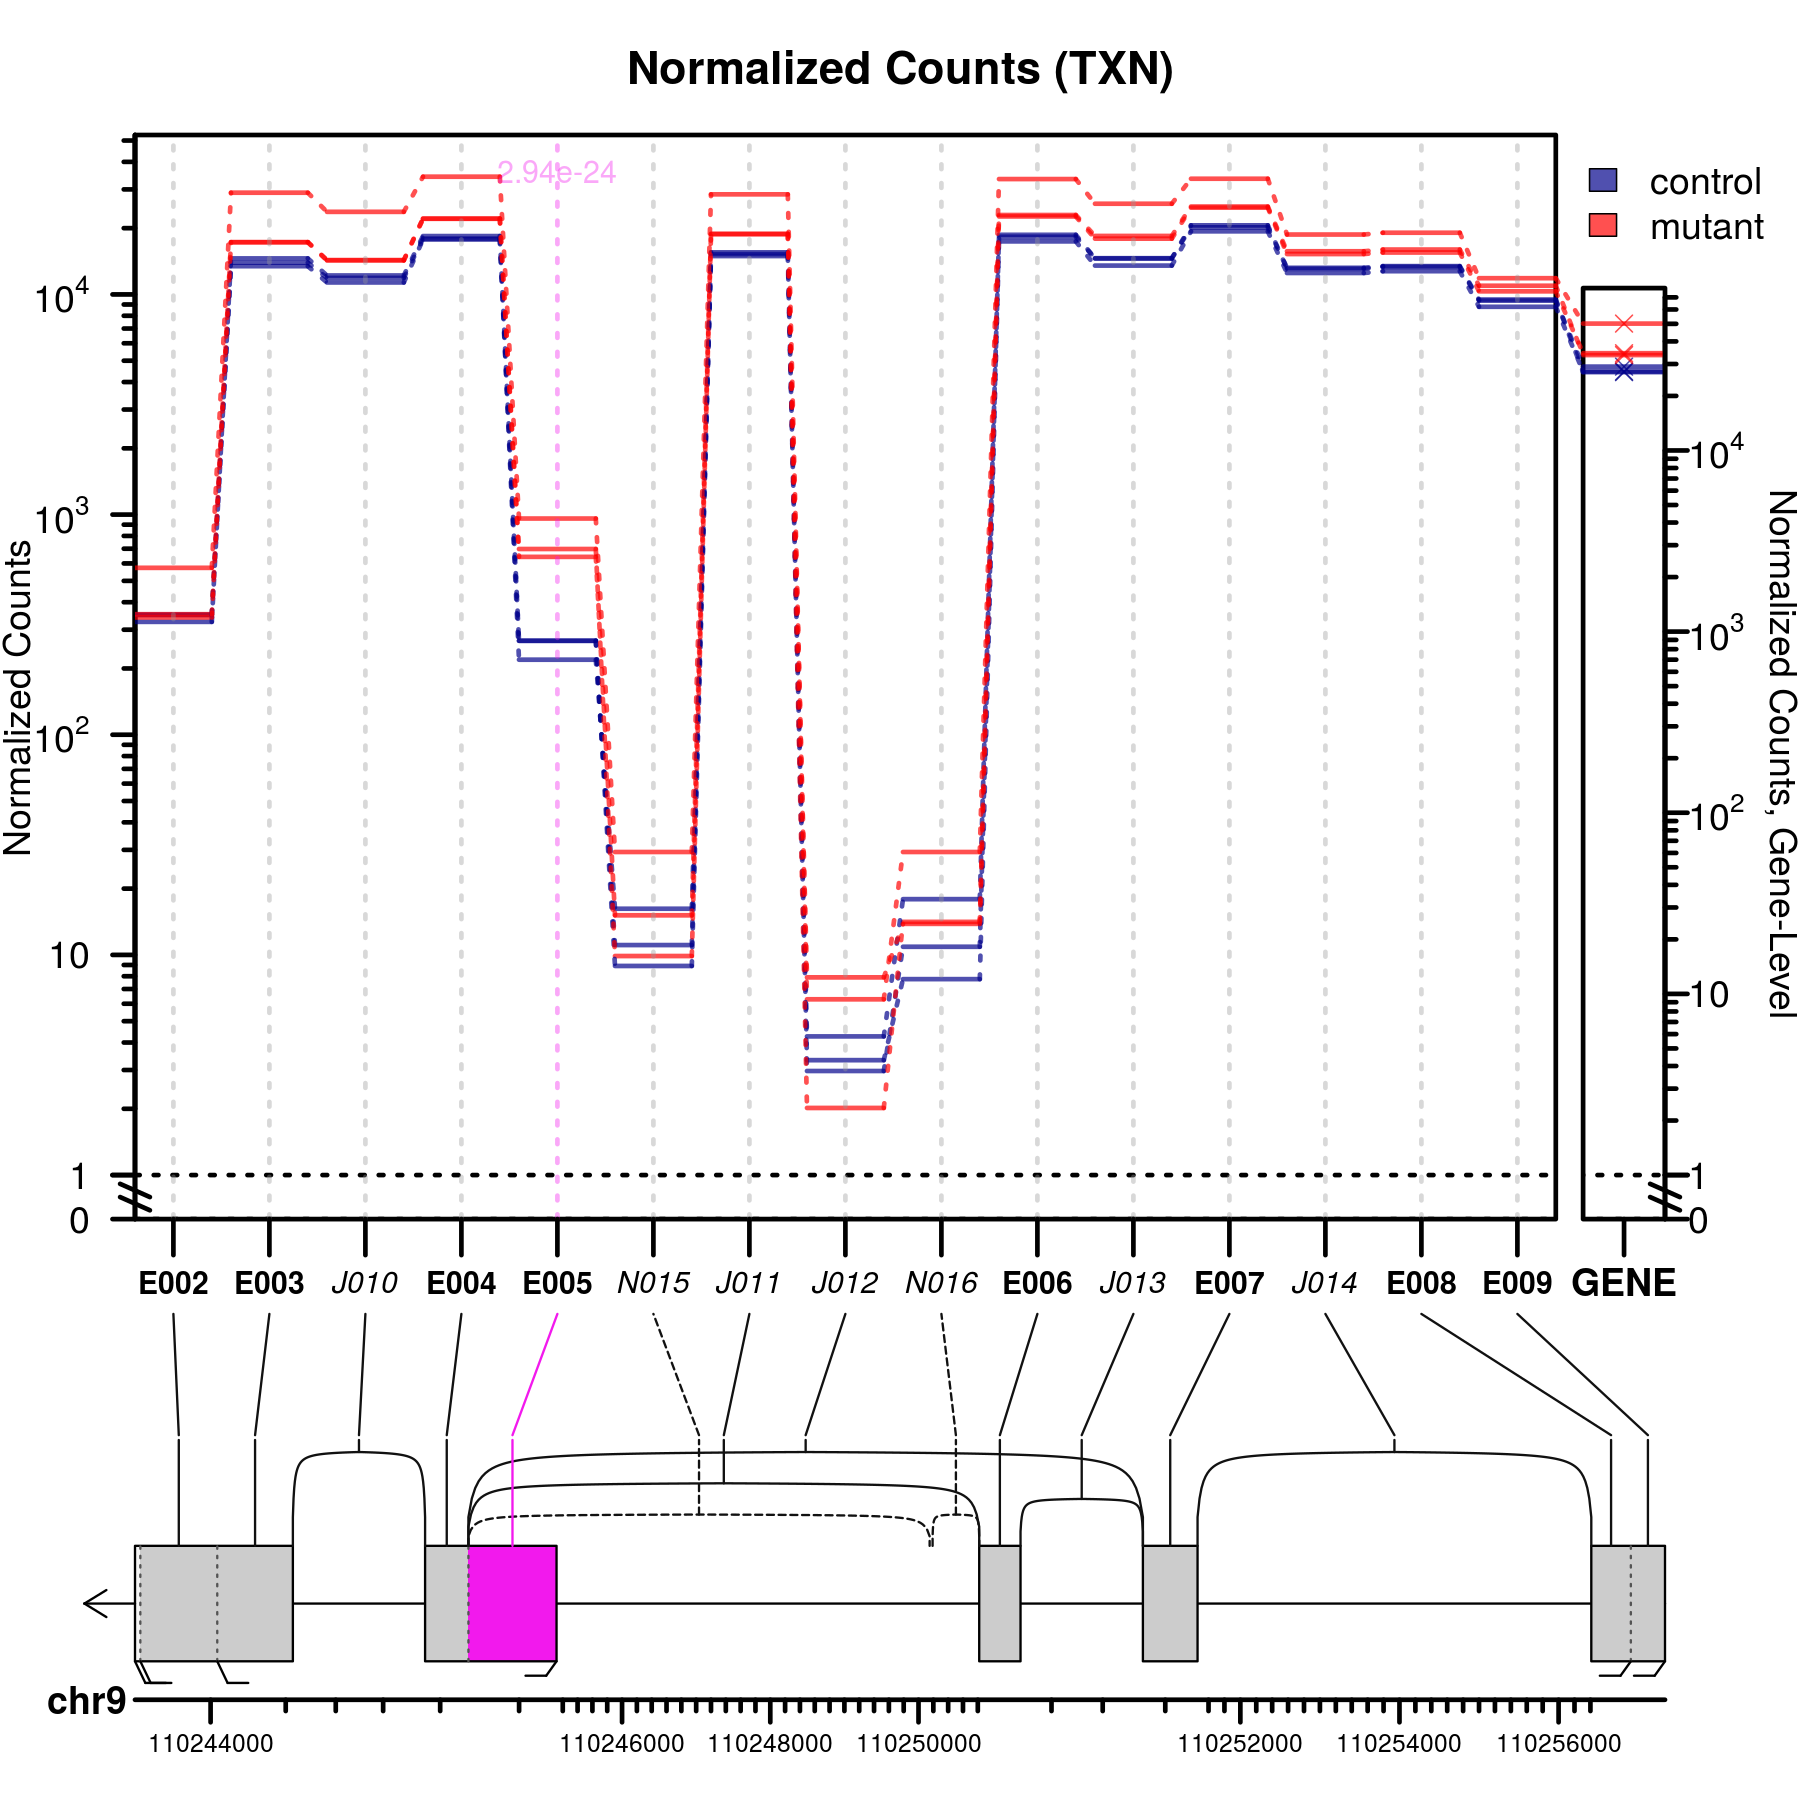 Normalized Counts (TXN)
2.94e-24
control
mutant
Normalized Counts
10^4
10^3
10^2
10
1
0
10^4
10^3
10^2
10
1
0
Normalized Counts, Gene-Level
E002 E003 J010 E004 E005 N015 J011 J012 N016 E006 J013 E007 J014 E008 E009 GENE
chr9
110244000 110246000 110248000 110250000 110252000 110254000 110256000